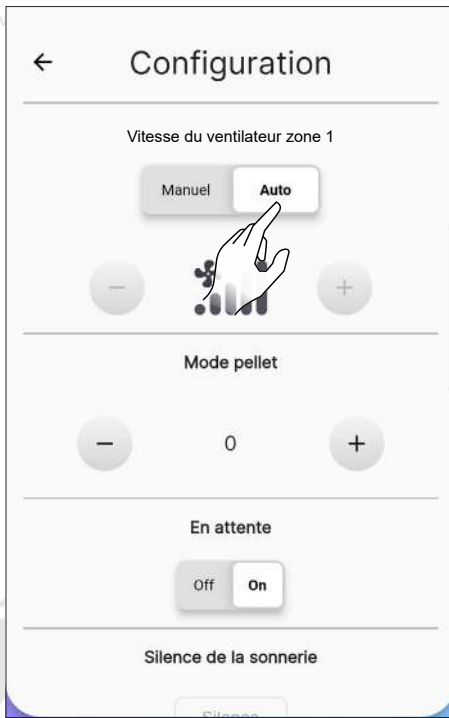 Configuration
Vitesse du ventilateur zone 1
Manuel Auto
Mode pellet
− 0 +
En attente
Off On
Silence de la sonnerie
Silence